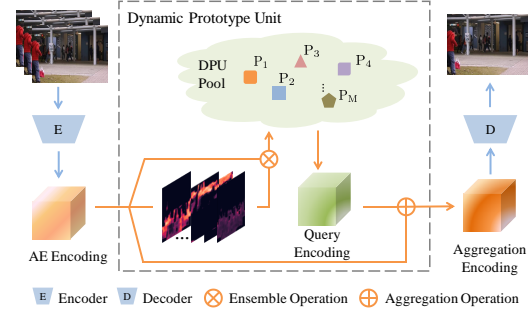 Dynamic Prototype Unit
DPU
Pool
P1
P2
P3
P4
PM
...
E
D
...
AE Encoding
Query
Encoding
Aggregation
Encoding
E Encoder D Decoder Ensemble Operation Aggregation Operation